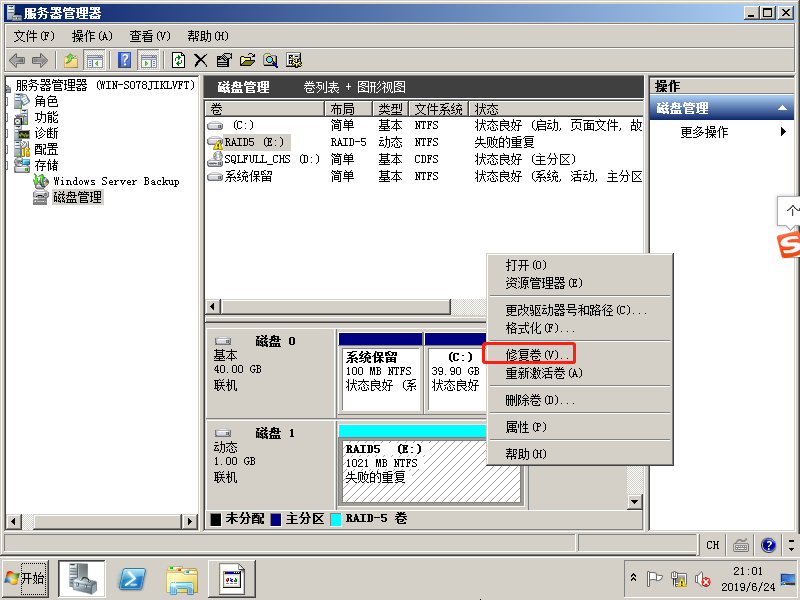 服务器管理器
文件(F) 操作(A) 查看(V) 帮助(H)
服务器管理器 (WIN-SO78JIKLVFT)
角色
功能
诊断
配置
存储
Windows Server Backup
磁盘管理
磁盘管理 卷列表 + 图形视图
卷 布局 类型 文件系统 状态
(C:) 简单 基本 NTFS 状态良好 (启动, 页面文件, 故
RAID5 (E:) RAID-5 动态 NTFS 失败的重复
SQLFULL_CHS (D:) 简单 基本 CDFS 状态良好 (主分区)
系统保留 简单 基本 NTFS 状态良好 (系统, 活动, 主分区
操作
磁盘管理
更多操作
个
打开(O)
资源管理器(E)
更改驱动器号和路径(C)...
格式化(F)...
修复卷(V)...
重新激活卷(A)
删除卷(D)...
属性(P)
帮助(H)
磁盘 0
基本
40.00 GB
联机
系统保留
100 MB NTFS
状态良好 (系
(C:)
39.90 GB
状态良好
磁盘 1
动态
1.00 GB
联机
RAID5 (E:)
1021 MB NTFS
失败的重复
未分配 主分区 RAID-5 卷
CH
开始
21:01
2019/6/24